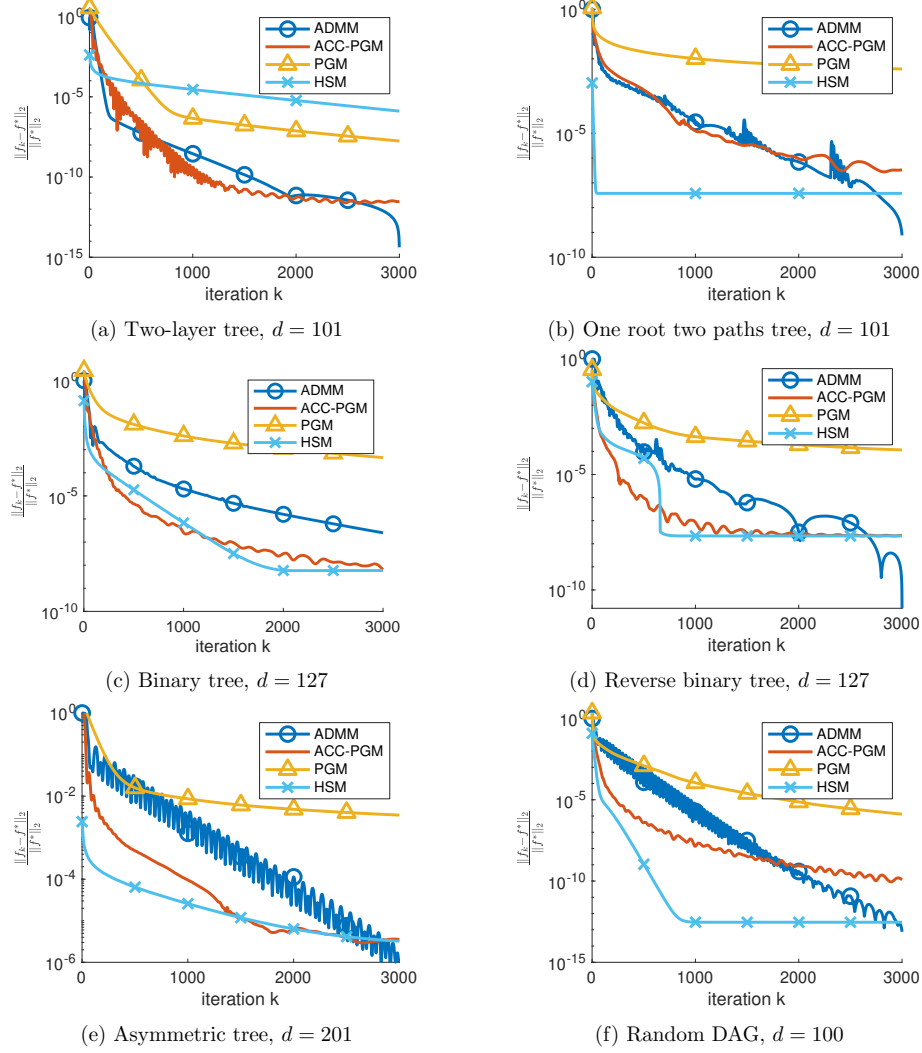 10^0
10^-5
10^-10
10^-15
0
1000
2000
3000
iteration k
‖f_k−f*‖_2 / ‖f*‖_2
ADMM
ACC-PGM
PGM
HSM
(a) Two-layer tree, d = 101
10^0
10^-5
10^-10
0
1000
2000
3000
iteration k
‖f_k−f*‖_2 / ‖f*‖_2
ADMM
ACC-PGM
PGM
HSM
(b) One root two paths tree, d = 101
10^0
10^-5
10^-10
0
1000
2000
3000
iteration k
‖f_k−f*‖_2 / ‖f*‖_2
ADMM
ACC-PGM
PGM
HSM
(c) Binary tree, d = 127
10^0
10^-5
10^-10
0
1000
2000
3000
iteration k
‖f_k−f*‖_2 / ‖f*‖_2
ADMM
ACC-PGM
PGM
HSM
(d) Reverse binary tree, d = 127
10^0
10^-2
10^-4
10^-6
0
1000
2000
3000
iteration k
‖f_k−f*‖_2 / ‖f*‖_2
ADMM
ACC-PGM
PGM
HSM
(e) Asymmetric tree, d = 201
10^0
10^-5
10^-10
10^-15
0
1000
2000
3000
iteration k
‖f_k−f*‖_2 / ‖f*‖_2
ADMM
ACC-PGM
PGM
HSM
(f) Random DAG, d = 100